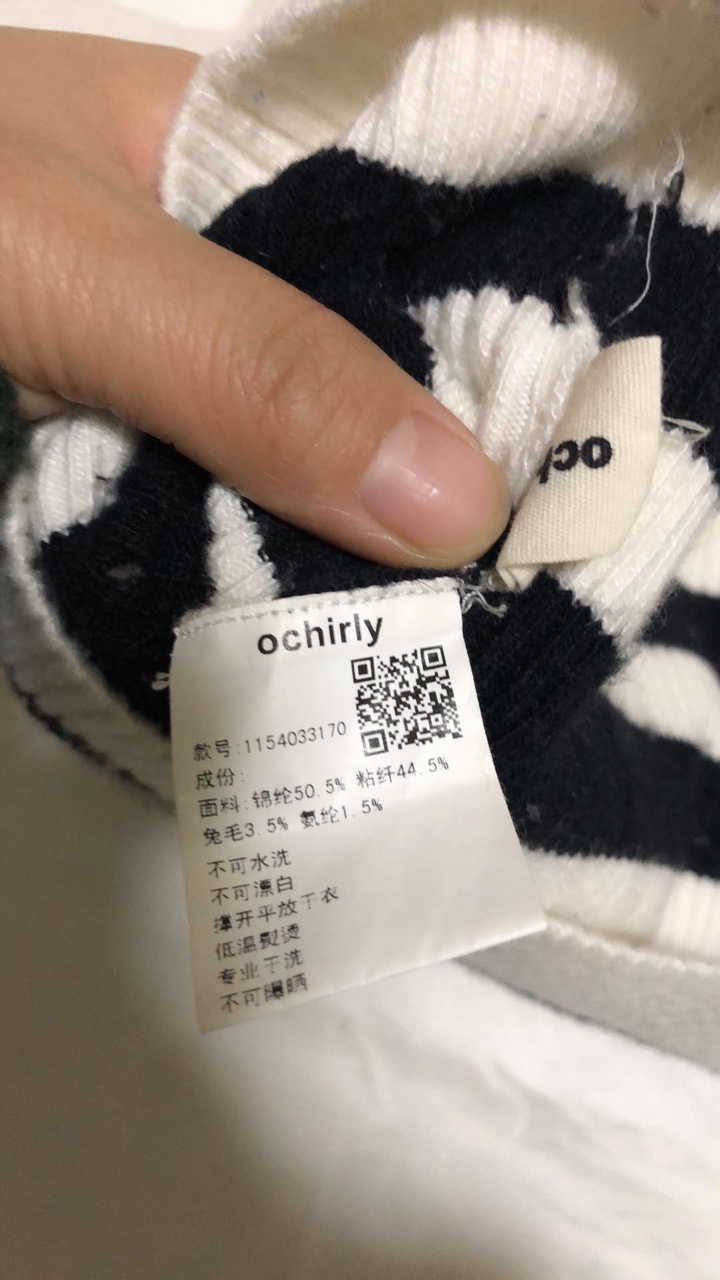 och
ochirly
款号:1154033170
成份:
面料:锦纶50.5% 粘纤44.5%
兔毛3.5% 氨纶1.5%
不可水洗
不可漂白
撑开平放干衣
低温熨烫
专业干洗
不可曝晒